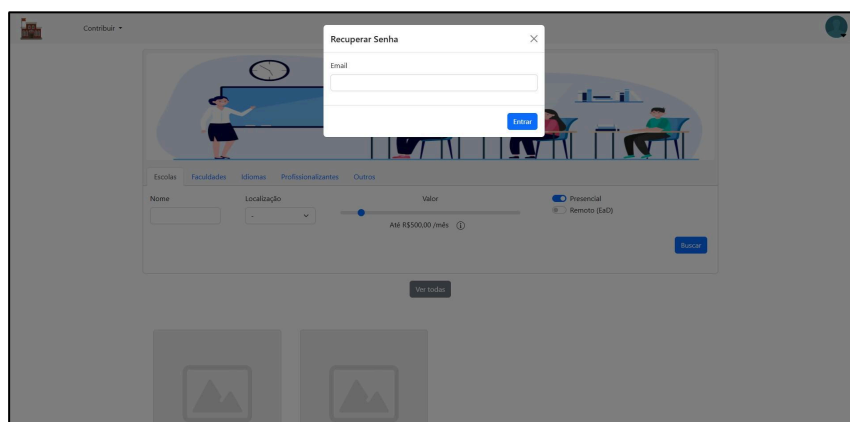 Contribuir
Recuperar Senha
Email
Entrar
Escolas Faculdades Idiomas Profissionalizantes Outros
Nome Localização Valor Presencial
Remoto (EaD)
-
Até R$500,00 /mês
Buscar
Ver todas